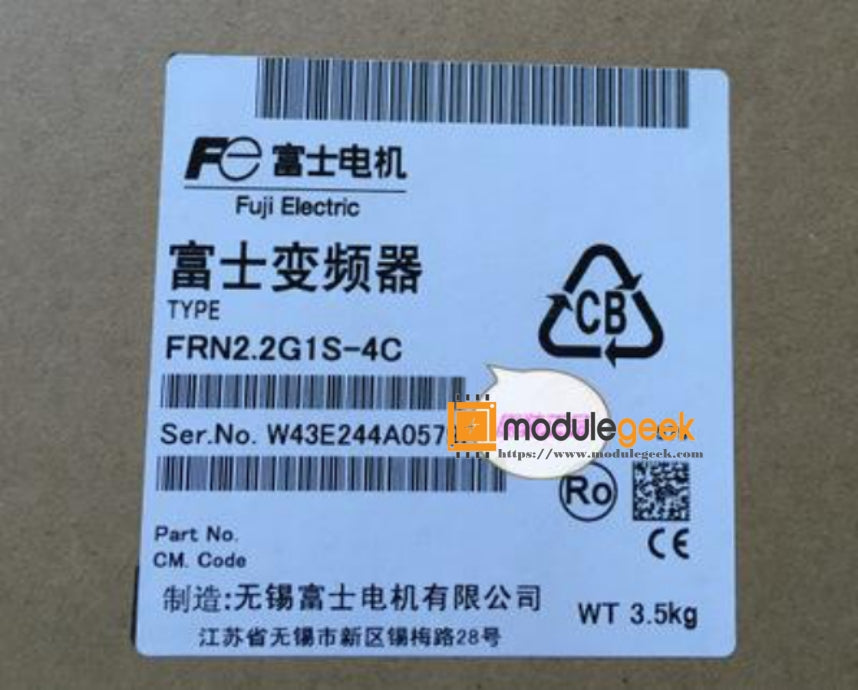 Fe 富士电机
Fuji Electric
富士变频器
TYPE
FRN2.2G1S-4C
CB
Ser.No. W43E244A057
modulegeek
https://www.modulegeek.com
Ro
Part No.
CM. Code
CE
制造:无锡富士电机有限公司
WT 3.5kg
江苏省无锡市新区锡梅路28号